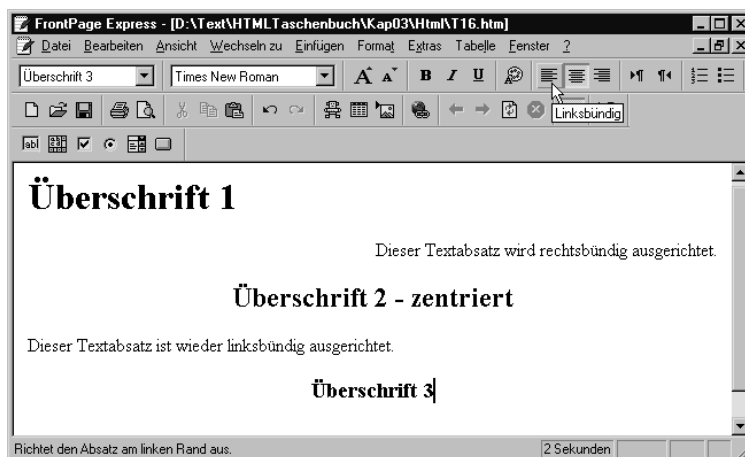 FrontPage Express - [D:\Text\HTMLTaschenbuch\Kap03\Html\T16.htm]
Datei Bearbeiten Ansicht Wechseln zu Einfügen Format Extras Tabelle Fenster ?
Überschrift 3 Times New Roman A A B I U
Linksbündig
Überschrift 1
Dieser Textabsatz wird rechtsbündig ausgerichtet.
Überschrift 2 - zentriert
Dieser Textabsatz ist wieder linksbündig ausgerichtet.
Überschrift 3
Richtet den Absatz am linken Rand aus. 2 Sekunden